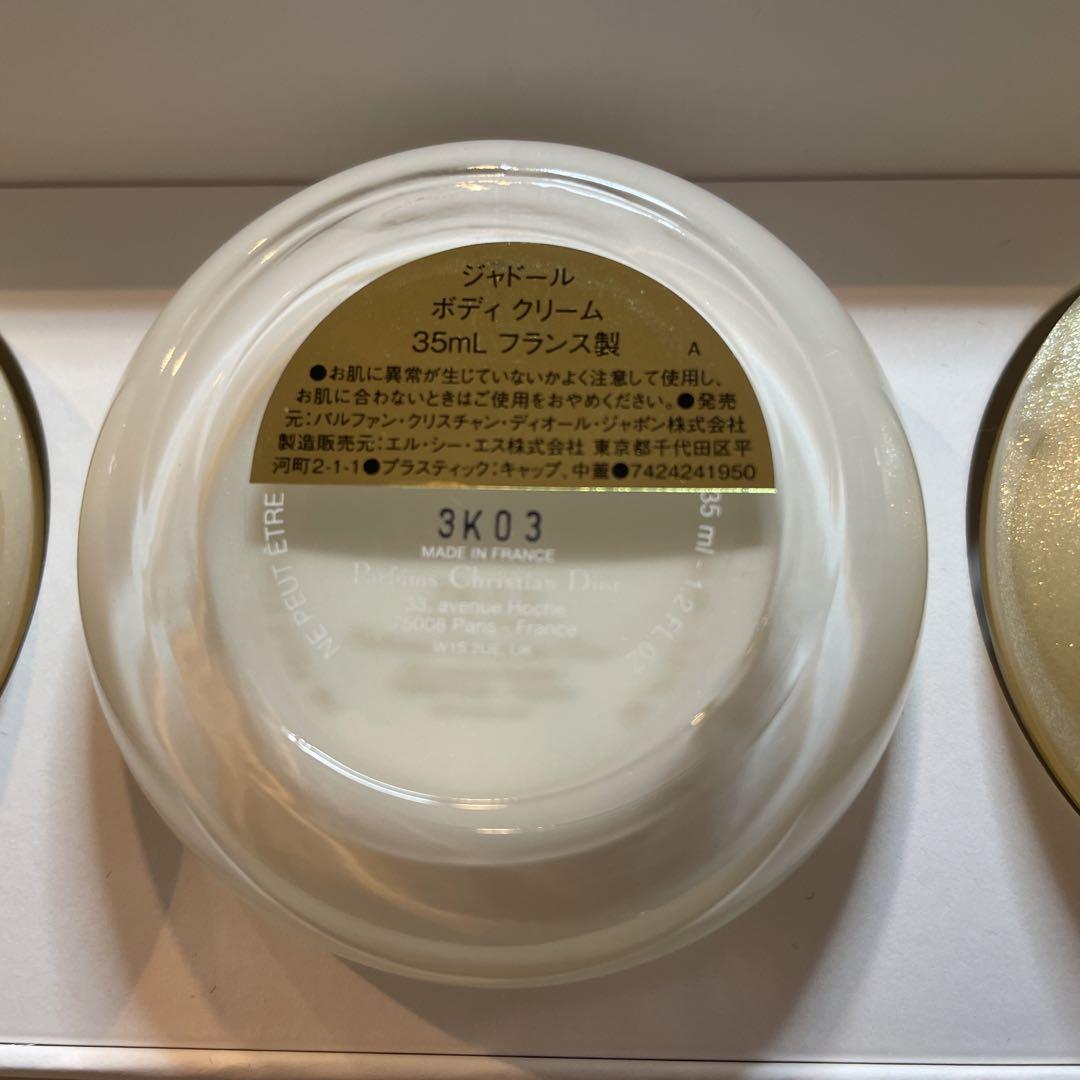 ジャドール
ボディ クリーム
35mL フランス製 A
●お肌に異常が生じていないかよく注意して使用し、
お肌に合わないときはご使用をおやめください。●発売
元：パルファン・クリスチャン・ディオール・ジャポン株式会社
製造販売元：エル・シー・エス株式会社 東京都千代田区平
河町2-1-1●プラスティック：キャップ、中蓋●7424241950
3K03
MADE IN FRANCE
Parfums Christian Dior
33, avenue Hoche
75008 Paris - France
W1S 2UE, UK
NE PEUT ÊTRE
35 ml - 1.2 FL OZ